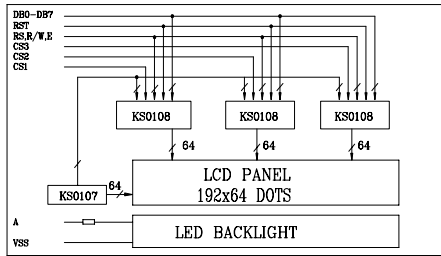 DB0-DB7
RST
RS,R/W,E
CS3
CS2
CS1
KS0108 KS0108 KS0108
64 64 64
LCD PANEL
192x64 DOTS
KS0107 64
A
LED BACKLIGHT
VSS